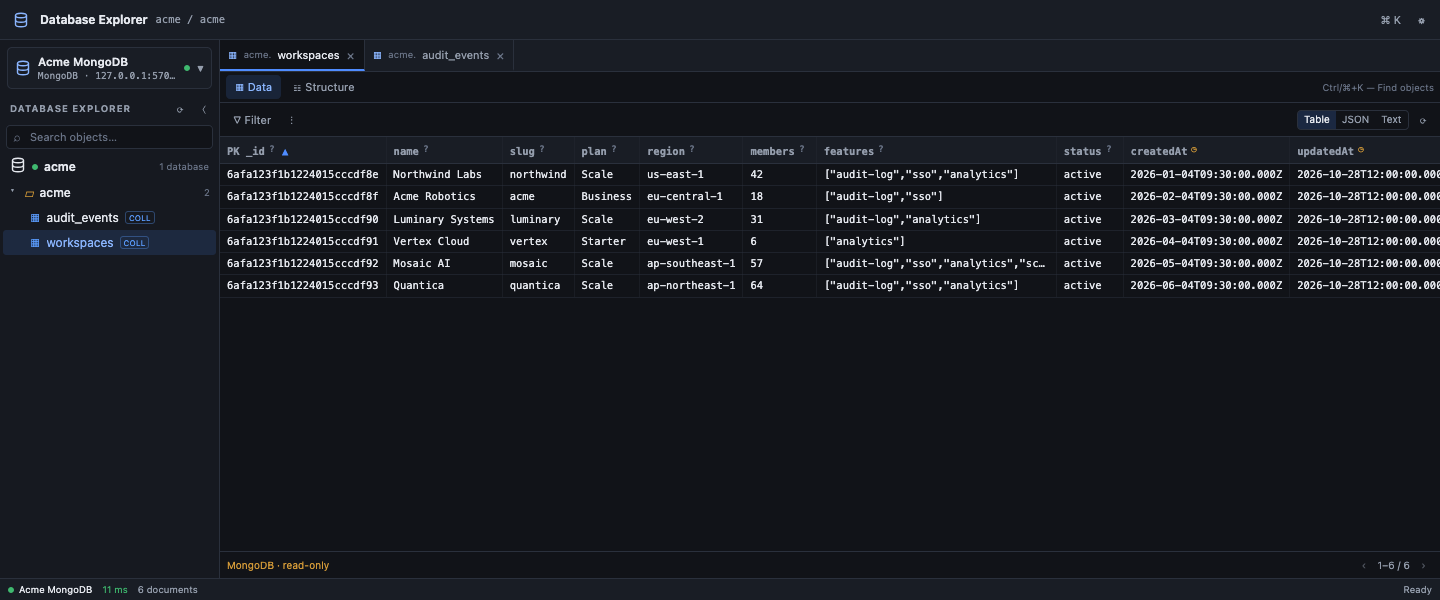 Database Explorer acme / acme ⌘ K
Acme MongoDB
MongoDB · 127.0.0.1:570…
DATABASE EXPLORER
Search objects…
acme 1 database
acme 2
audit_events COLL
workspaces COLL
acme. workspaces × acme. audit_events ×
Data Structure Ctrl/⌘+K — Find objects
Filter Table JSON Text
PK _id ? ▲ name ? slug ? plan ? region ? members ? features ? status ? createdAt updatedAt
6afa123f1b1224015cccdf8e Northwind Labs northwind Scale us-east-1 42 ["audit-log","sso","analytics"] active 2026-01-04T09:30:00.000Z 2026-10-28T12:00:00.000
6afa123f1b1224015cccdf8f Acme Robotics acme Business eu-central-1 18 ["audit-log","sso"] active 2026-02-04T09:30:00.000Z 2026-10-28T12:00:00.000
6afa123f1b1224015cccdf90 Luminary Systems luminary Scale eu-west-2 31 ["audit-log","analytics"] active 2026-03-04T09:30:00.000Z 2026-10-28T12:00:00.000
6afa123f1b1224015cccdf91 Vertex Cloud vertex Starter eu-west-1 6 ["analytics"] active 2026-04-04T09:30:00.000Z 2026-10-28T12:00:00.000
6afa123f1b1224015cccdf92 Mosaic AI mosaic Scale ap-southeast-1 57 ["audit-log","sso","analytics","sc… active 2026-05-04T09:30:00.000Z 2026-10-28T12:00:00.000
6afa123f1b1224015cccdf93 Quantica quantica Scale ap-northeast-1 64 ["audit-log","sso","analytics"] active 2026-06-04T09:30:00.000Z 2026-10-28T12:00:00.000
MongoDB · read-only ‹ 1–6 / 6 ›
Acme MongoDB 11 ms 6 documents Ready